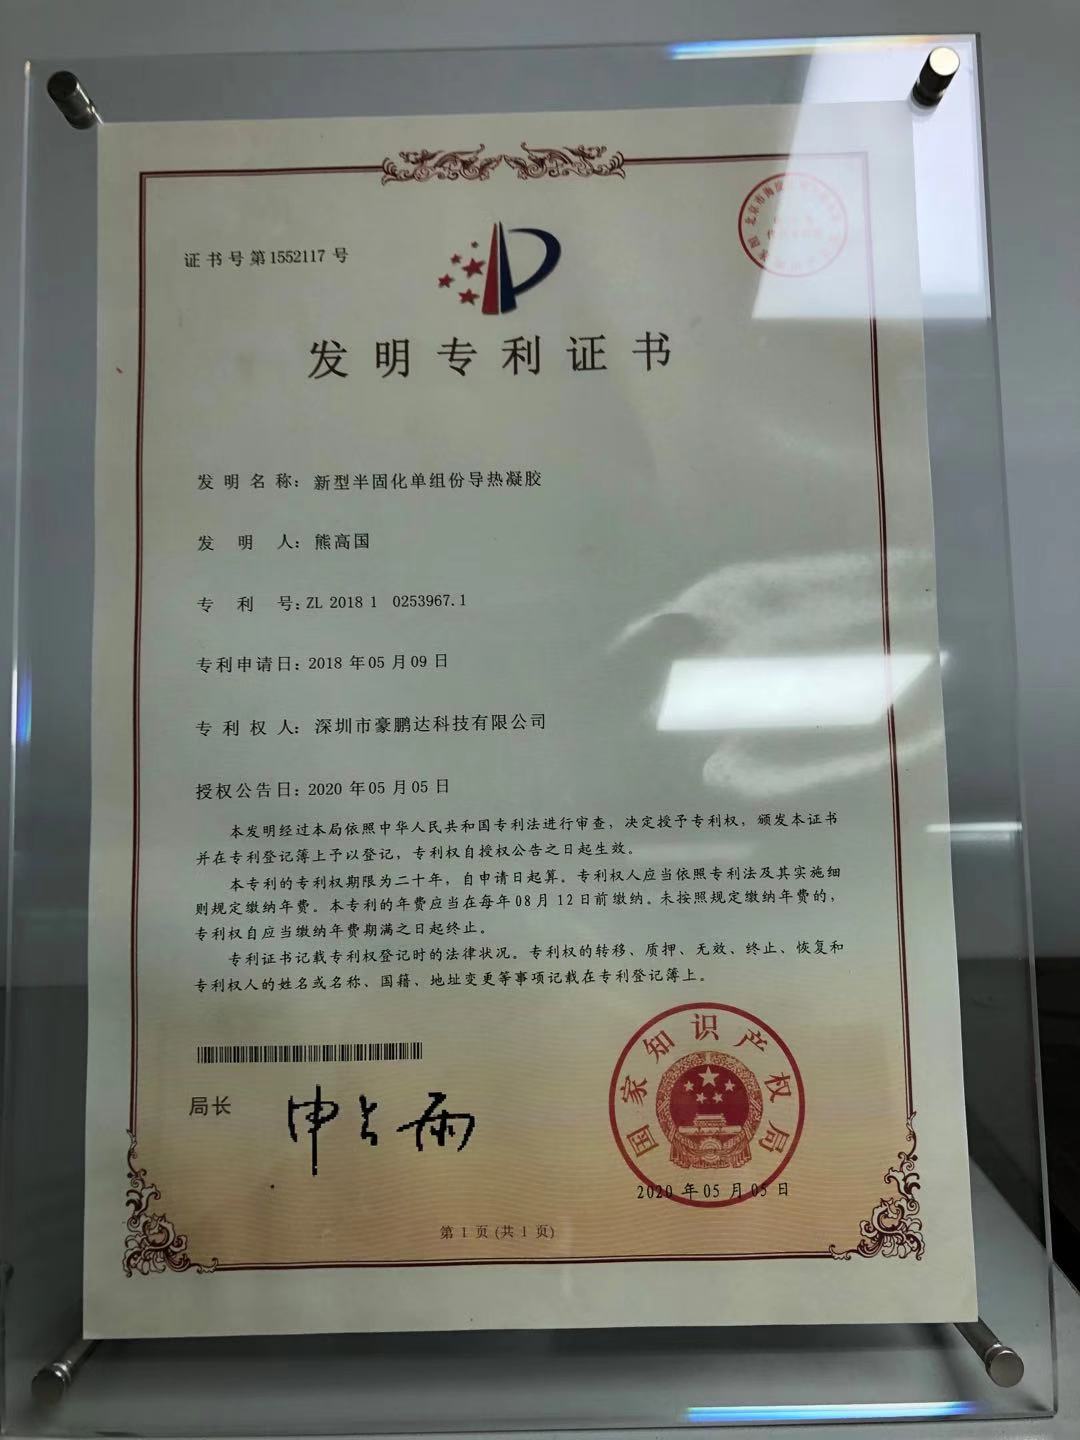 证书号第1552117号
发明专利证书
发明名称：新型半固化单组份导热凝胶
发明人：熊高国
专利号：ZL 2018 1 0253967.1
专利申请日：2018年05月09日
专利权人：深圳市豪鹏达科技有限公司
授权公告日：2020年05月05日
本发明经过本局依照中华人民共和国专利法进行审查，决定授予专利权，颁发本证书
并在专利登记簿上予以登记，专利权自授权公告之日起生效。
本专利的专利权期限为二十年，自申请日起算。专利权人应当依照专利法及其实施细
则规定缴纳年费。本专利的年费应当在每年08月12日前缴纳。未按照规定缴纳年费的，
专利权自应当缴纳年费期满之日起终止。
专利证书记载专利权登记时的法律状况。专利权的转移、质押、无效、终止、恢复和
专利权人的姓名或名称、国籍、地址变更等事项记载在专利登记簿上。
局长
申长雨
国家知识产权局
2020年05月05日
第1页(共1页)
北京市海